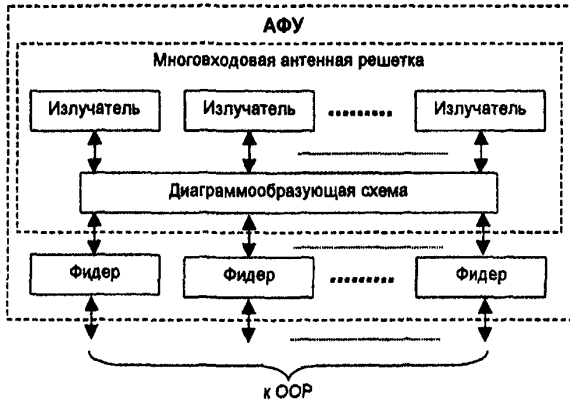 АФУ
Многовходовая антенная решетка
Излучатель Излучатель Излучатель
Диаграммообразующая схема
Фидер Фидер Фидер
к ООР